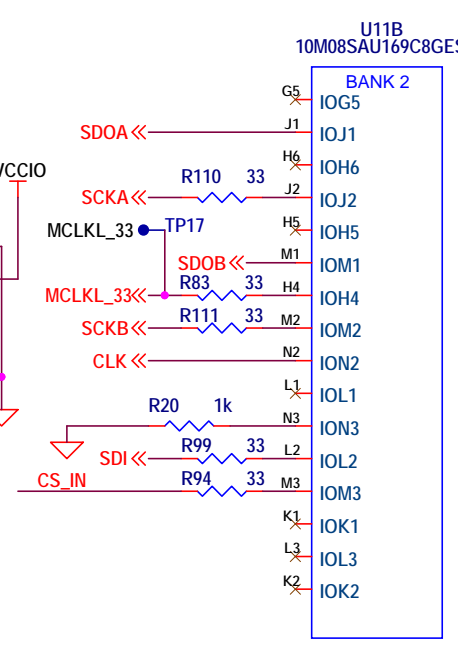 U11B
10M08SAU169C8GES
BANK 2
G5 IOG5
SDOA J1 IOJ1
H6 IOH6
VCCIO
SCKA R110 33 J2 IOJ2
MCLKL_33 TP17 H5 IOH5
SDOB M1 IOM1
MCLKL_33 R83 33 H4 IOH4
SCKB R111 33 M2 IOM2
CLK N2 ION2
L1 IOL1
R20 1k N3 ION3
SDI R99 33 L2 IOL2
CS_IN R94 33 M3 IOM3
K1 IOK1
L3 IOL3
K2 IOK2